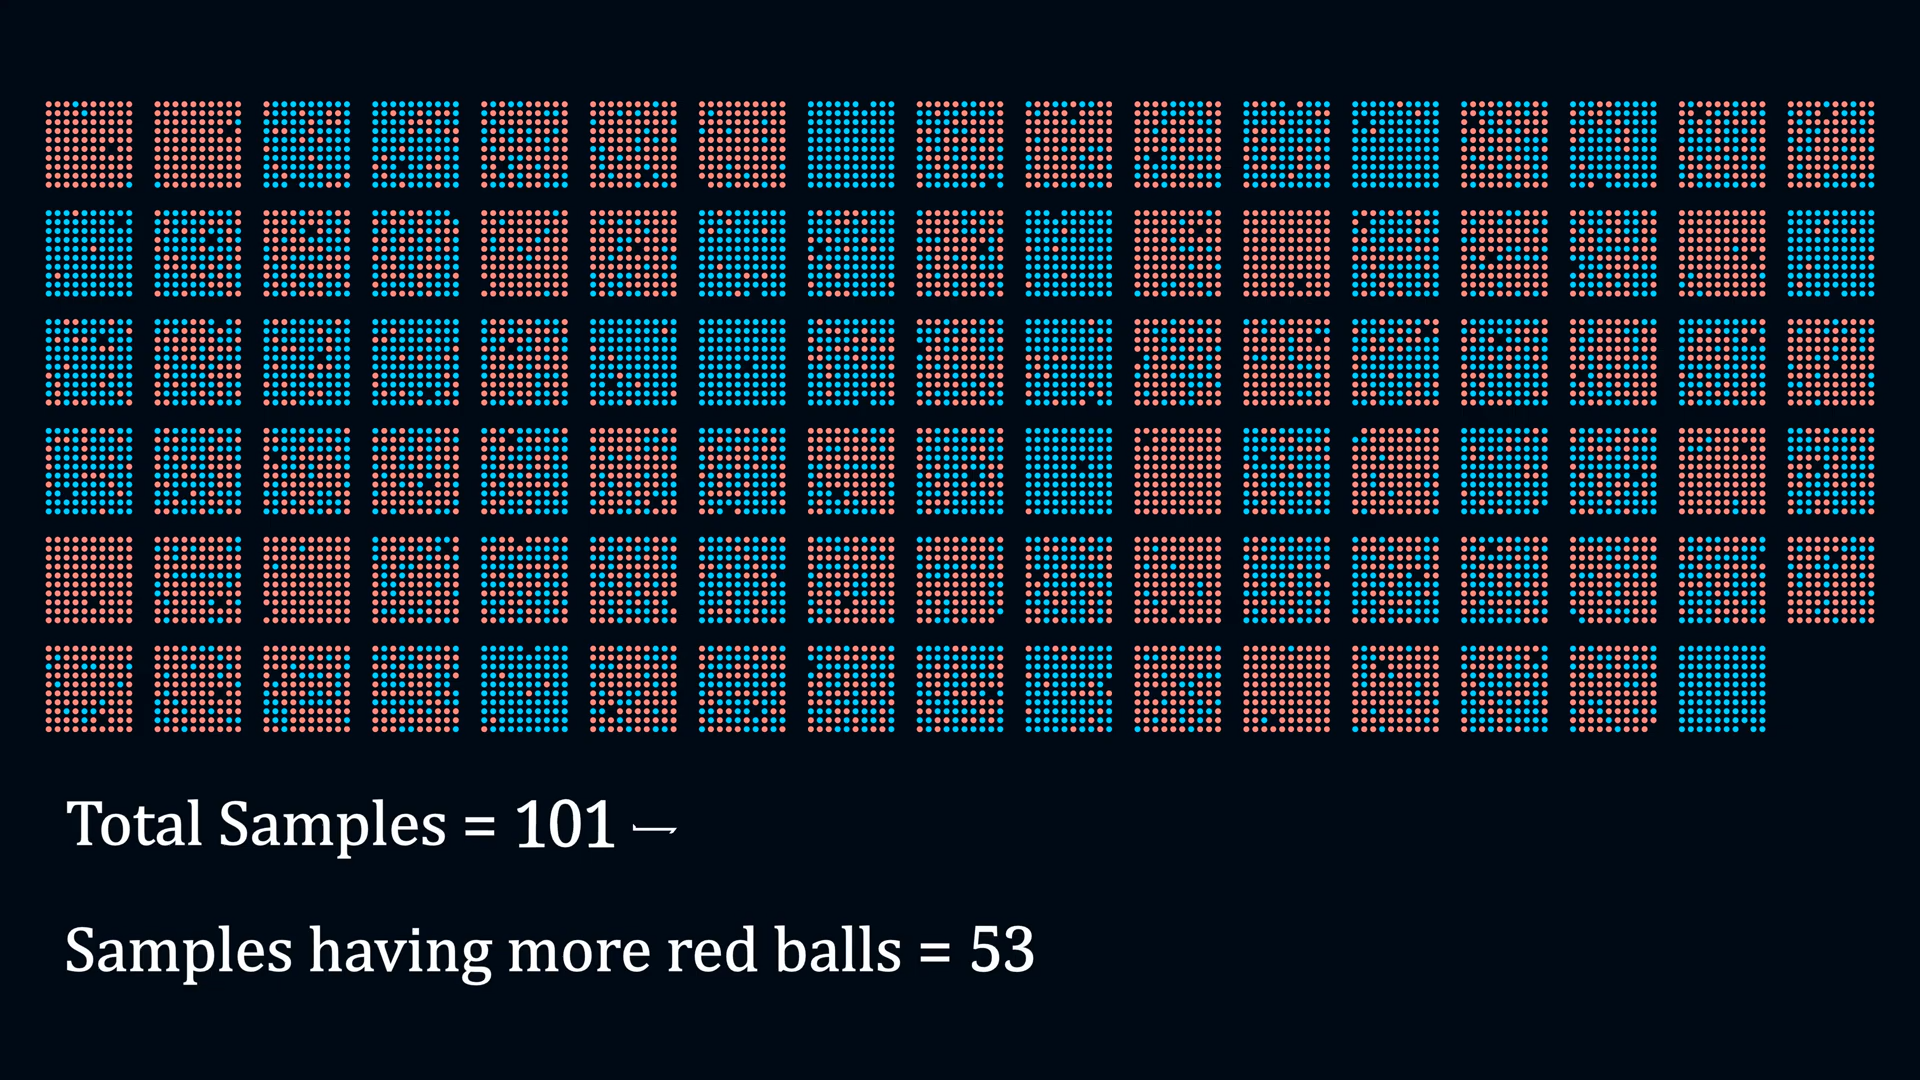 Total Samples = 101
Samples having more red balls = 53